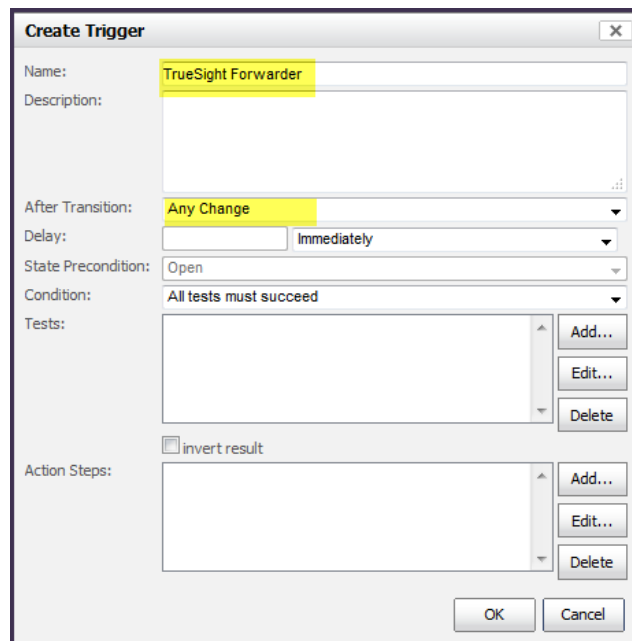 Create Trigger
Name: TrueSight Forwarder
Description:
After Transition: Any Change
Delay: Immediately
State Precondition: Open
Condition: All tests must succeed
Tests: Add...
Edit...
Delete
invert result
Action Steps: Add...
Edit...
Delete
OK Cancel